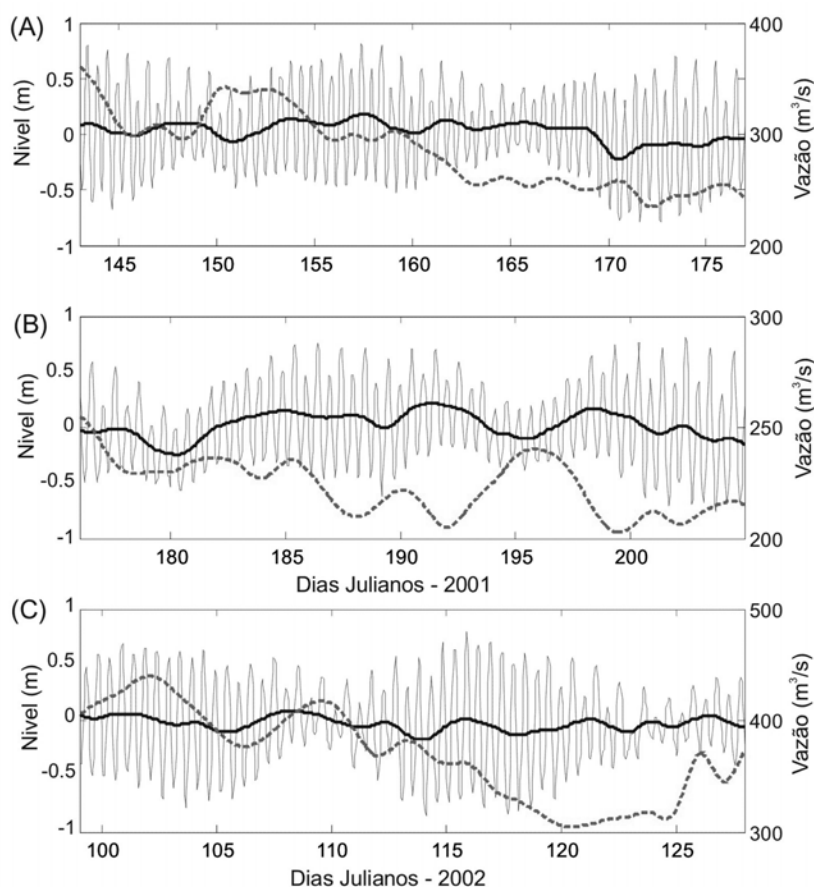 (A)
1
0.5
0
-0.5
-1
Nível (m)
400
300
200
Vazão (m³/s)
145 150 155 160 165 170 175
(B)
1
0.5
0
-0.5
-1
Nível (m)
300
250
200
Vazão (m³/s)
180 185 190 195 200
Dias Julianos - 2001
(C)
1
0.5
0
-0.5
-1
Nível (m)
500
400
300
Vazão (m³/s)
100 105 110 115 120 125
Dias Julianos - 2002